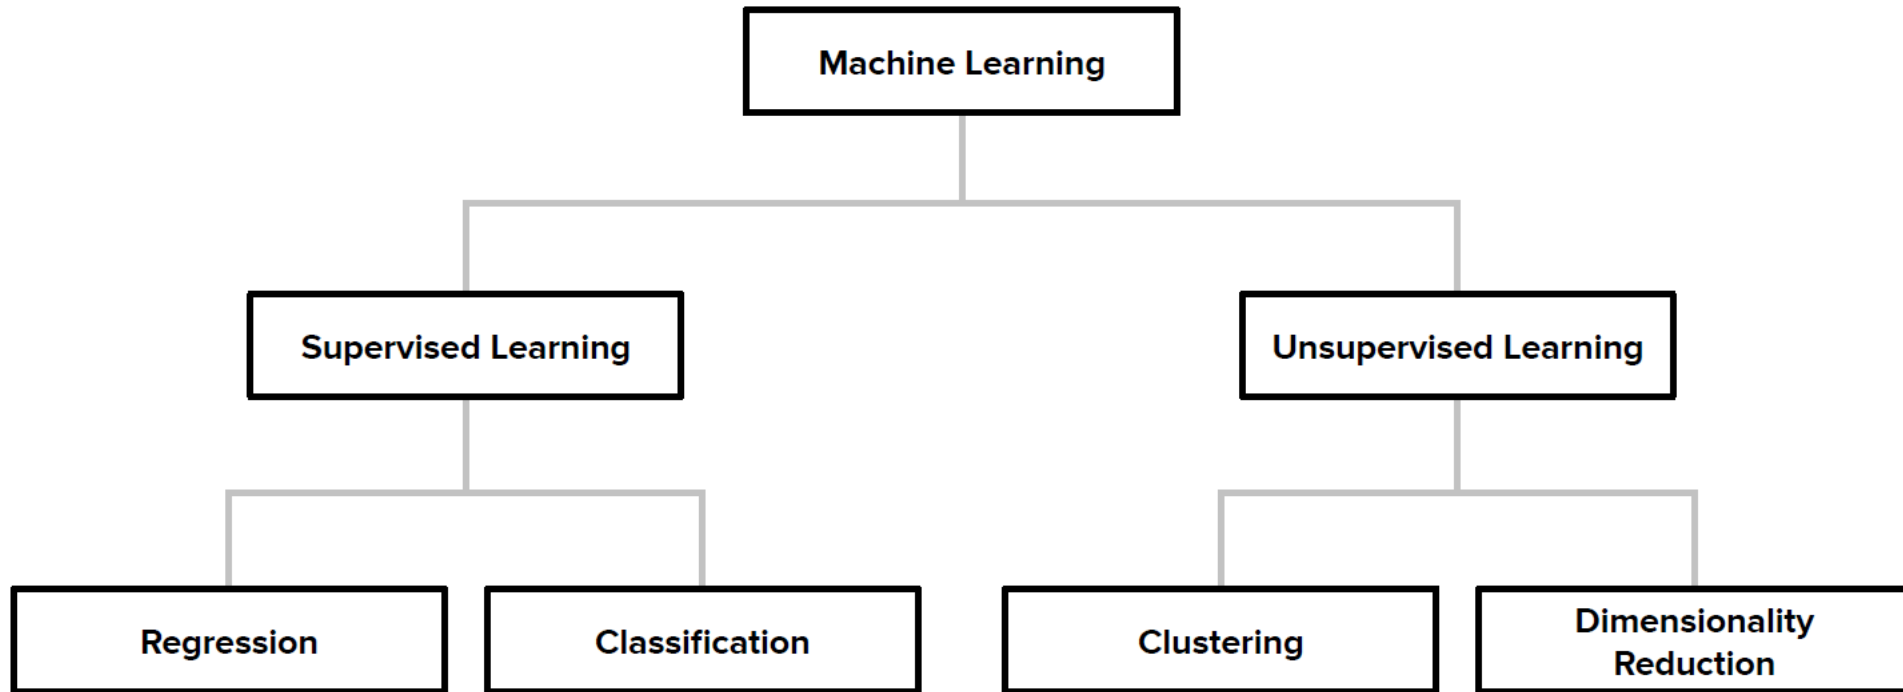 Machine Learning
Supervised Learning
Unsupervised Learning
Regression
Classification
Clustering
Dimensionality
Reduction